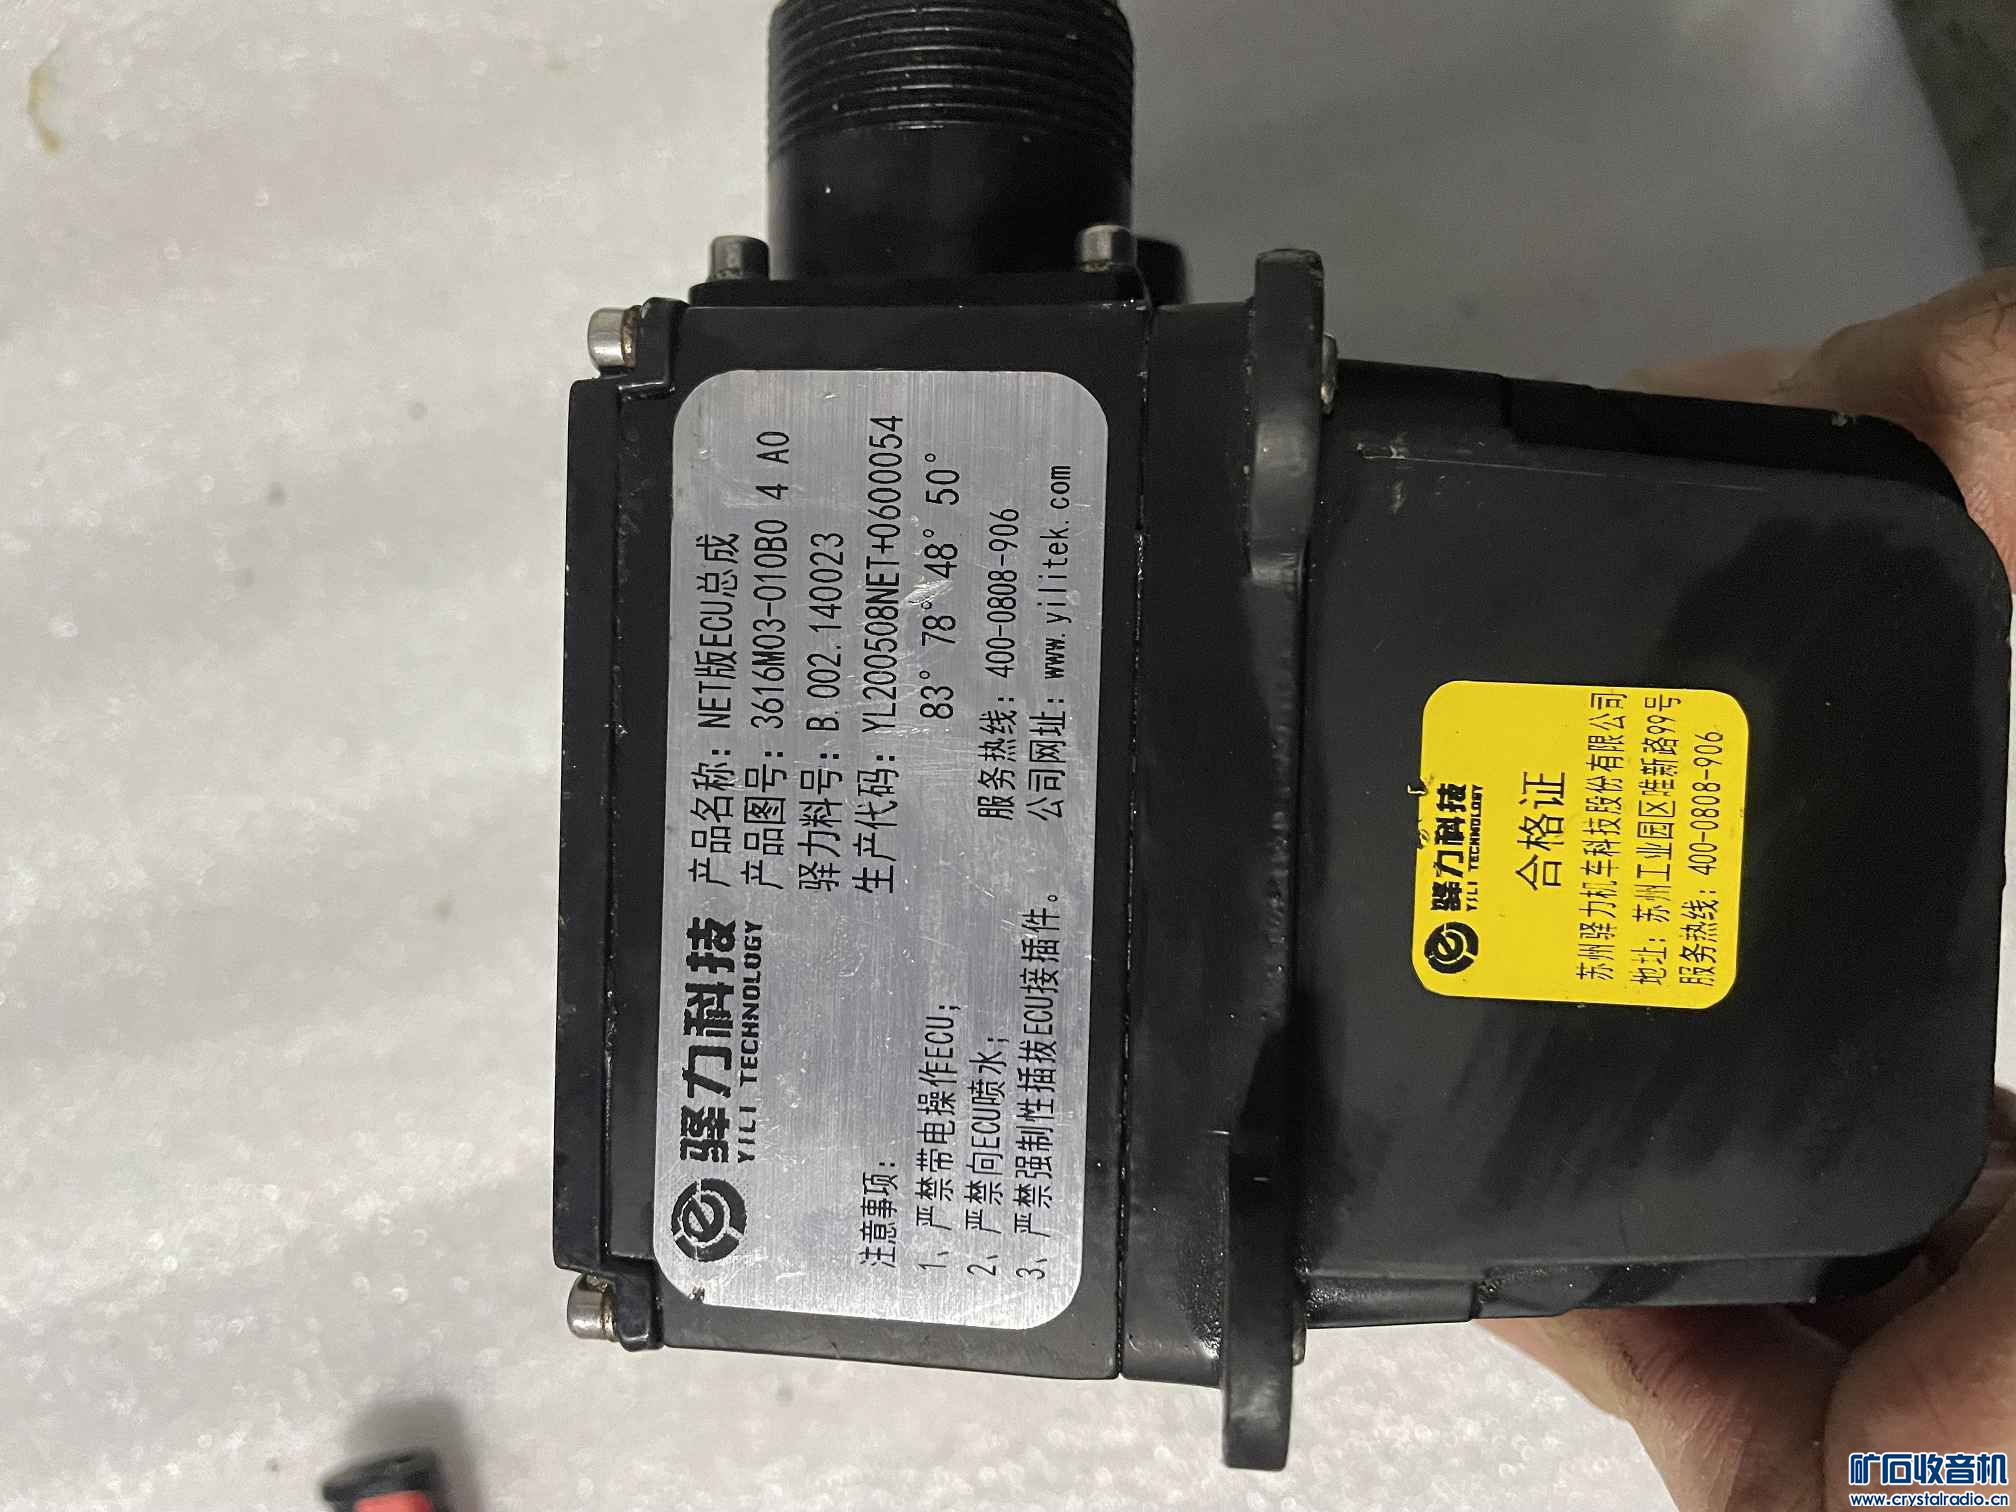 驿力科技
YILI TECHNOLOGY
产品名称：NET版ECU总成
产品图号：3616M03-010B0 4 A0
驿力料号：B.002.140023
生产代码：YL200508NET+0600054
83° 78° 48° 50°
注意事项：
1、严禁带电操作ECU；
2、严禁向ECU喷水；
3、严禁强制性插拔ECU接插件。
服务热线：400-0808-906
公司网址：www.yilitek.com
驿力科技
YILI TECHNOLOGY
合格证
苏州驿力机车科技股份有限公司
地址：苏州工业园区唯新路99号
服务热线：400-0808-906
矿石收音机
www.crystalradio.cn